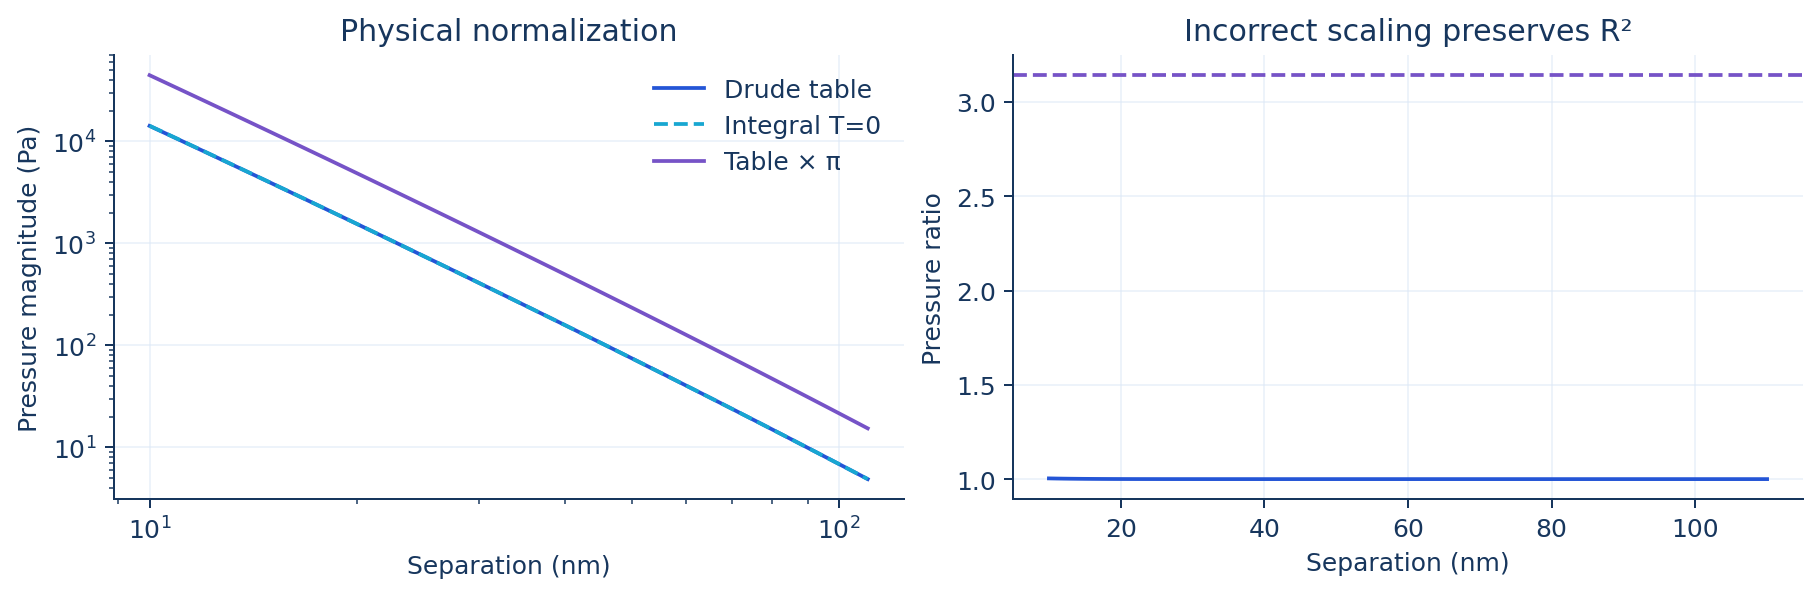 Physical normalization
Pressure magnitude (Pa)
10⁴
10³
10²
10¹
Drude table
Integral T=0
Table × π
10¹
10²
Separation (nm)
Incorrect scaling preserves R²
Pressure ratio
3.0
2.5
2.0
1.5
1.0
20
40
60
80
100
Separation (nm)